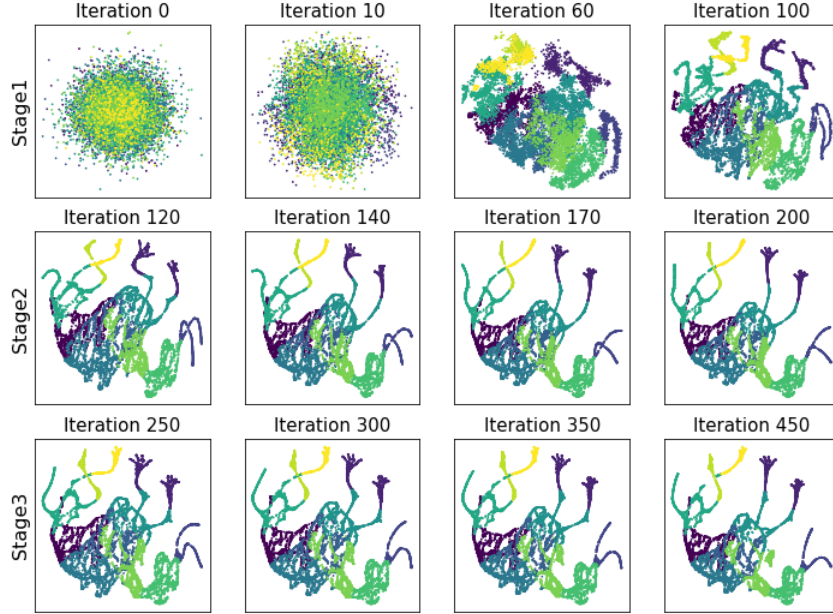 Iteration 0
Iteration 10
Iteration 60
Iteration 100
Stage1
Iteration 120
Iteration 140
Iteration 170
Iteration 200
Stage2
Iteration 250
Iteration 300
Iteration 350
Iteration 450
Stage3